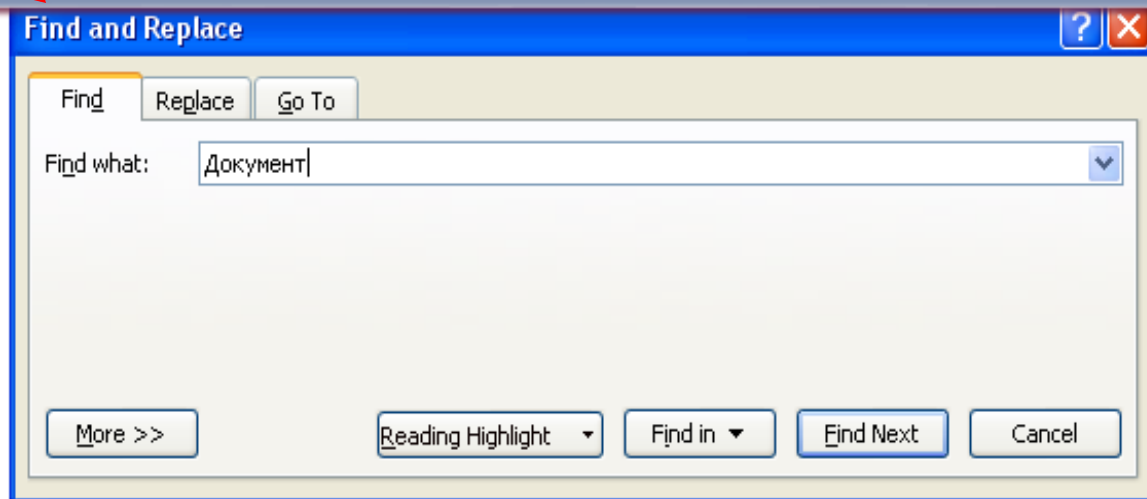 Find and Replace
Find Replace Go To
Find what: Документ
More >> Reading Highlight Find in Find Next Cancel